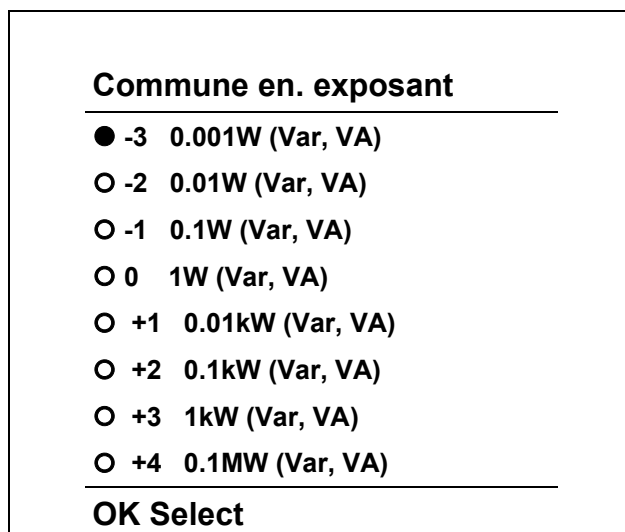 Commune en. exposant
-3 0.001W (Var, VA)
-2 0.01W (Var, VA)
-1 0.1W (Var, VA)
0 1W (Var, VA)
+1 0.01kW (Var, VA)
+2 0.1kW (Var, VA)
+3 1kW (Var, VA)
+4 0.1MW (Var, VA)
OK Select